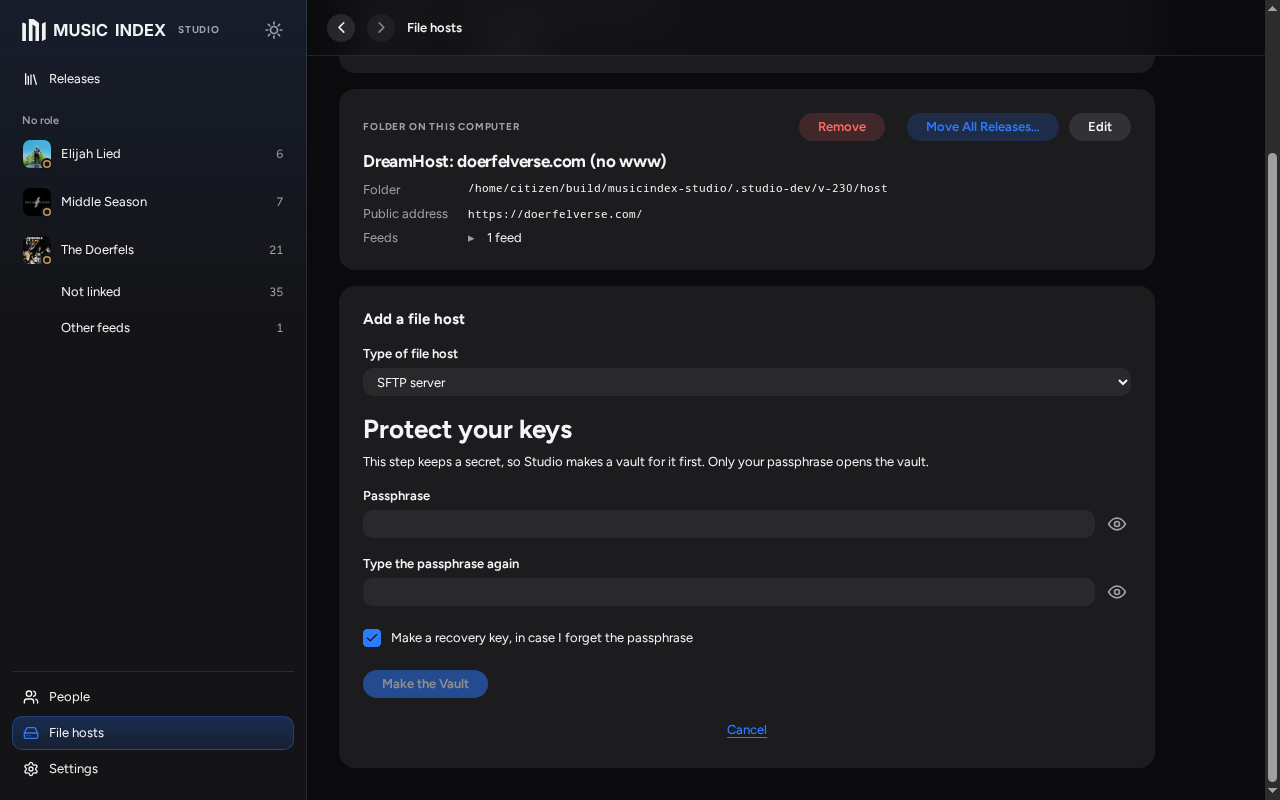 MUSIC INDEX STUDIO
File hosts
Releases
No role
Elijah Lied 6
Middle Season 7
The Doerfels 21
Not linked 35
Other feeds 1
People
File hosts
Settings
FOLDER ON THIS COMPUTER
Remove
Move All Releases...
Edit
DreamHost: doerfelverse.com (no www)
Folder /home/citizen/build/musicindex-studio/.studio-dev/v-230/host
Public address https://doerfelverse.com/
Feeds 1 feed
Add a file host
Type of file host
SFTP server
Protect your keys
This step keeps a secret, so Studio makes a vault for it first. Only your passphrase opens the vault.
Passphrase
Type the passphrase again
Make a recovery key, in case I forget the passphrase
Make the Vault
Cancel